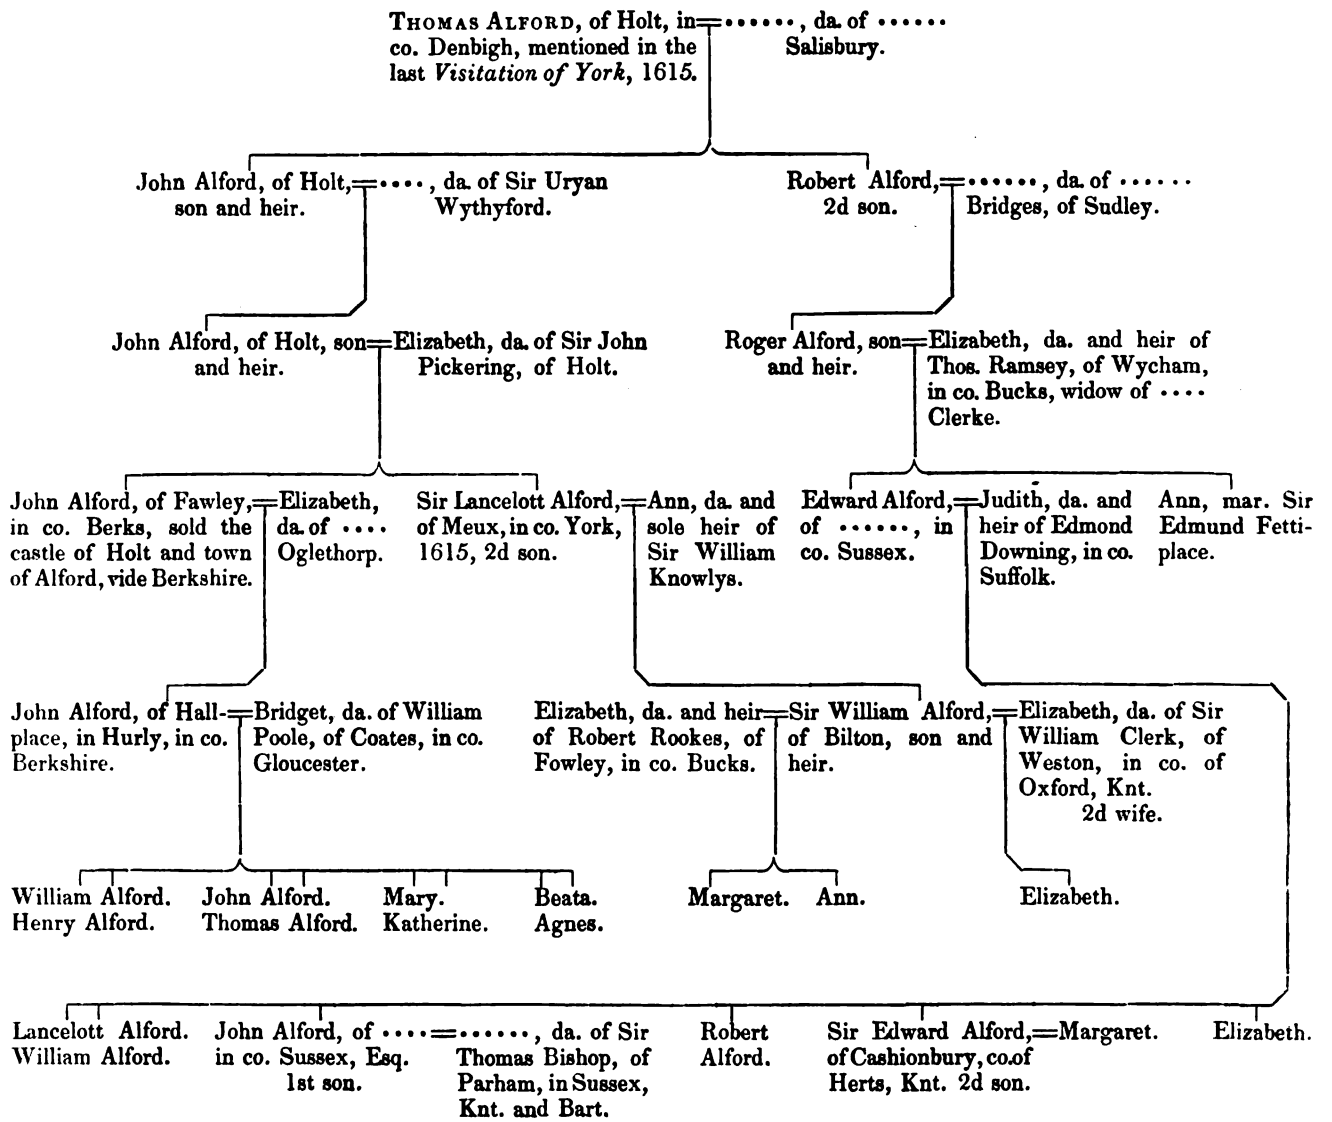 THOMAS ALFORD, of Holt, in=······, da. of ······
co. Denbigh, mentioned in the
Salisbury.
last Visitation of York, 1615.
John Alford, of Holt,=····, da. of Sir Uryan
son and heir.
Wythyford.
Robert Alford,=······, da. of ······
2d son.
Bridges, of Sudley.
John Alford, of Holt, son=Elizabeth, da. of Sir John
and heir.
Pickering, of Holt.
Roger Alford, son=Elizabeth, da. and heir of
and heir.
Thos. Ramsey, of Wycham,
in co. Bucks, widow of ····
Clerke.
John Alford, of Fawley,=Elizabeth,
in co. Berks, sold the
castle of Holt and town
of Alford, vide Berkshire.
da. of ····
Oglethorp.
Sir Lancelott Alford,=Ann, da. and
of Meux, in co. York,
1615, 2d son.
sole heir of
Sir William
Knowlys.
Edward Alford,=Judith, da. and
of ······, in
co. Sussex.
heir of Edmond
Downing, in co.
Suffolk.
Ann, mar. Sir
Edmund Fetti-
place.
John Alford, of Hall-=Bridget, da. of William
place, in Hurly, in co.
Berkshire.
Poole, of Coates, in co.
Gloucester.
Elizabeth, da. and heir=Sir William Alford,=Elizabeth, da. of Sir
of Robert Rookes, of
Fowley, in co. Bucks.
of Bilton, son and
heir.
William Clerk, of
Weston, in co. of
Oxford, Knt.
2d wife.
William Alford.
Henry Alford.
John Alford.
Thomas Alford.
Mary.
Katherine.
Beata.
Agnes.
Margaret. Ann.
Elizabeth.
Lancelott Alford.
William Alford.
John Alford, of ····=······, da. of Sir
in co. Sussex, Esq.
1st son.
Thomas Bishop, of
Parham, in Sussex,
Knt. and Bart.
Robert
Alford.
Sir Edward Alford,=Margaret.
of Cashionbury, co. of
Herts, Knt. 2d son.
Elizabeth.